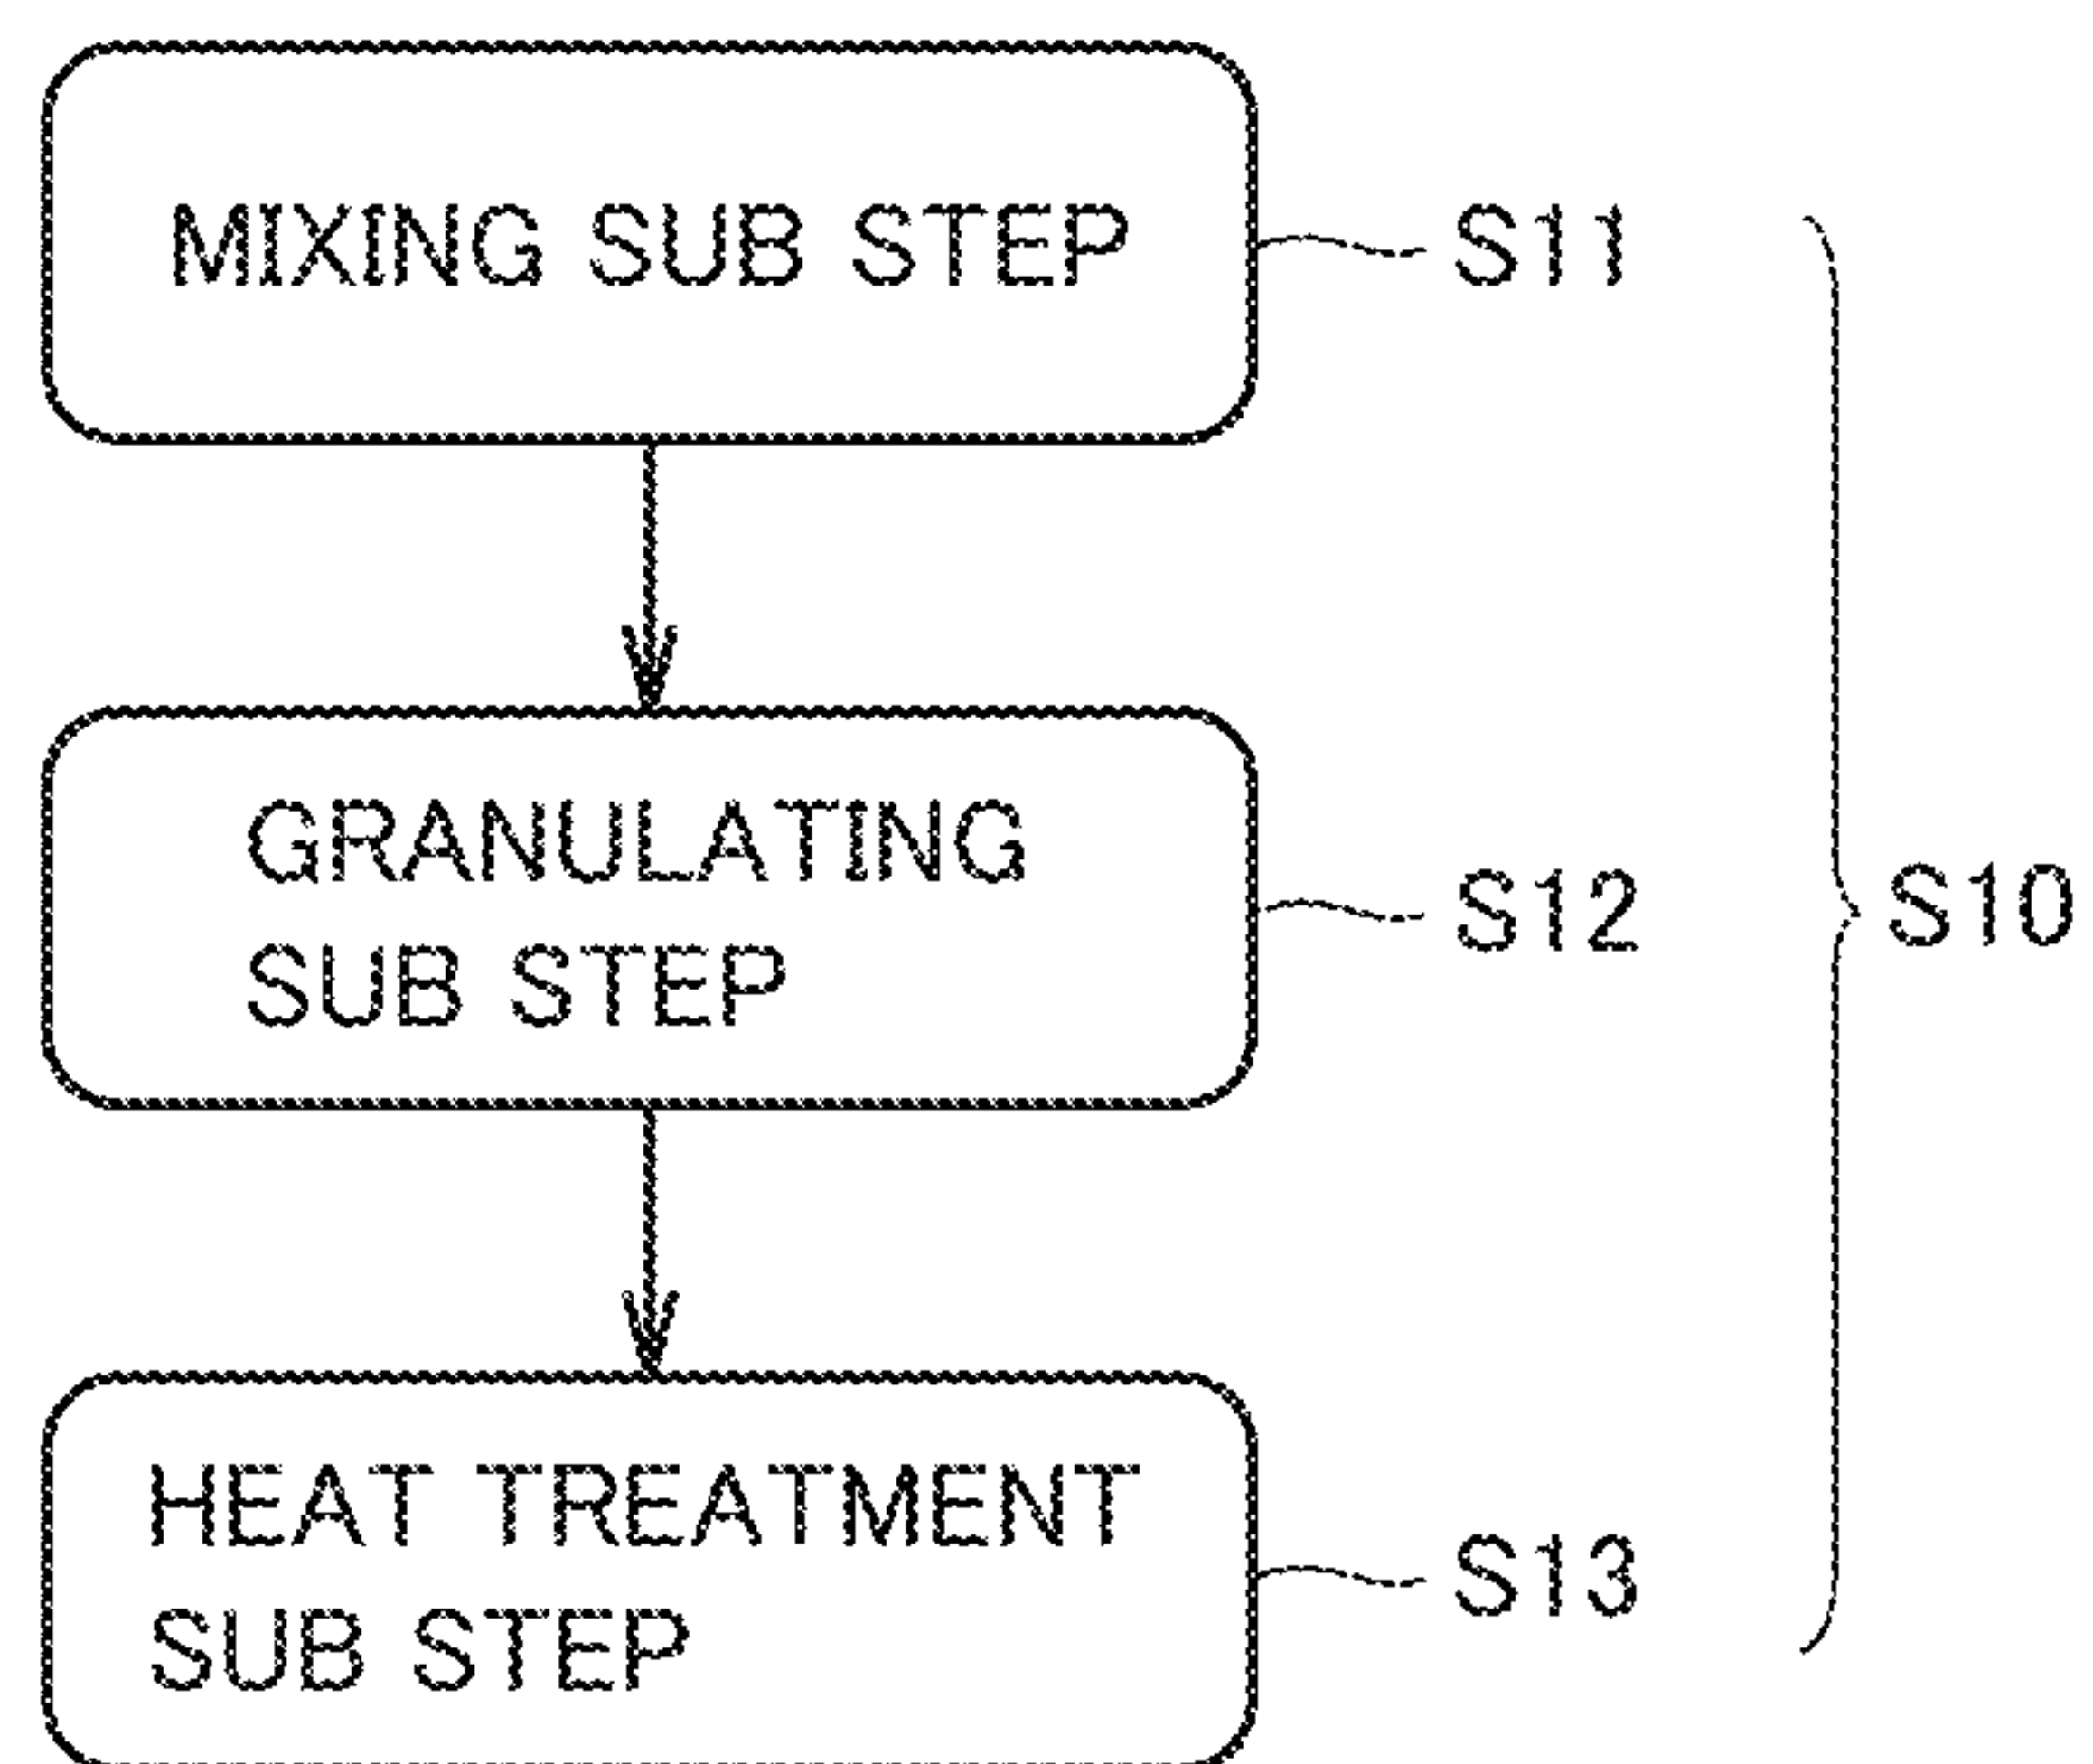 MIXING SUB STEP
S11
GRANULATING
SUB STEP
S12
S10
HEAT TREATMENT
SUB STEP
S13